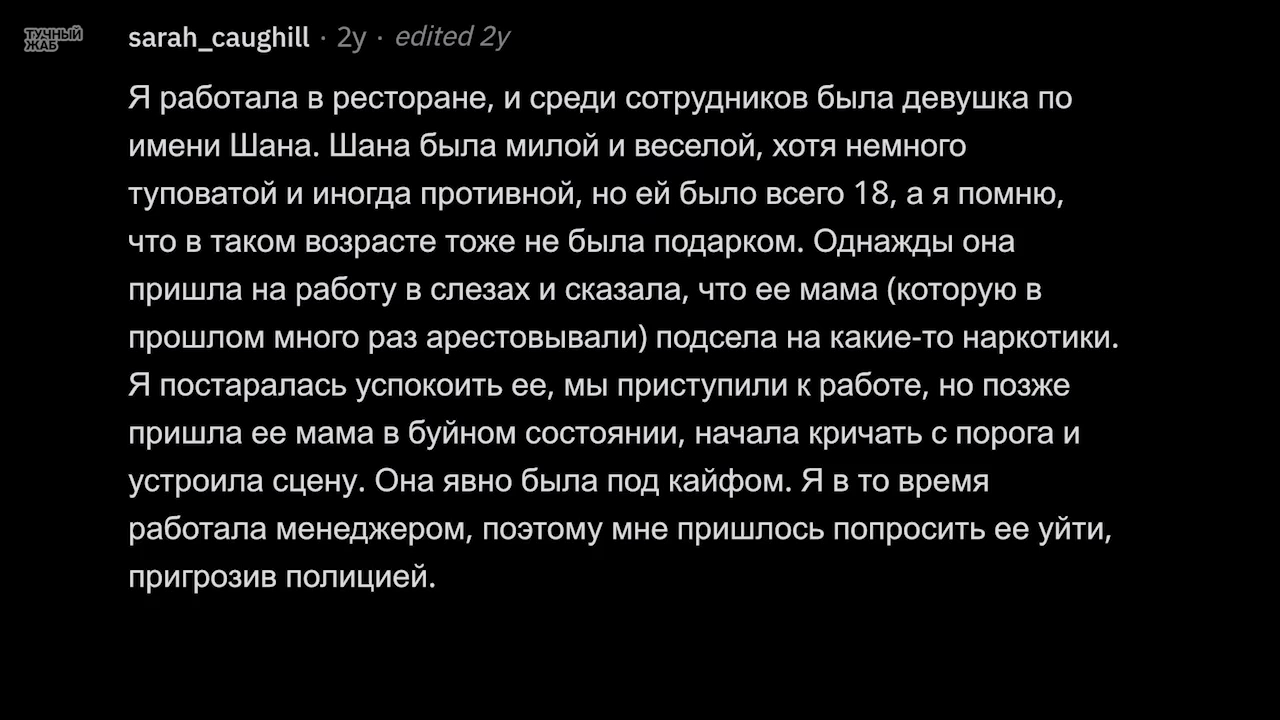 ТУЧНЫЙ
ЖАБ
sarah_caughill · 2y · edited 2y
Я работала в ресторане, и среди сотрудников была девушка по
имени Шана. Шана была милой и веселой, хотя немного
туповатой и иногда противной, но ей было всего 18, а я помню,
что в таком возрасте тоже не была подарком. Однажды она
пришла на работу в слезах и сказала, что ее мама (которую в
прошлом много раз арестовывали) подсела на какие-то наркотики.
Я постаралась успокоить ее, мы приступили к работе, но позже
пришла ее мама в буйном состоянии, начала кричать с порога и
устроила сцену. Она явно была под кайфом. Я в то время
работала менеджером, поэтому мне пришлось попросить ее уйти,
пригрозив полицией.